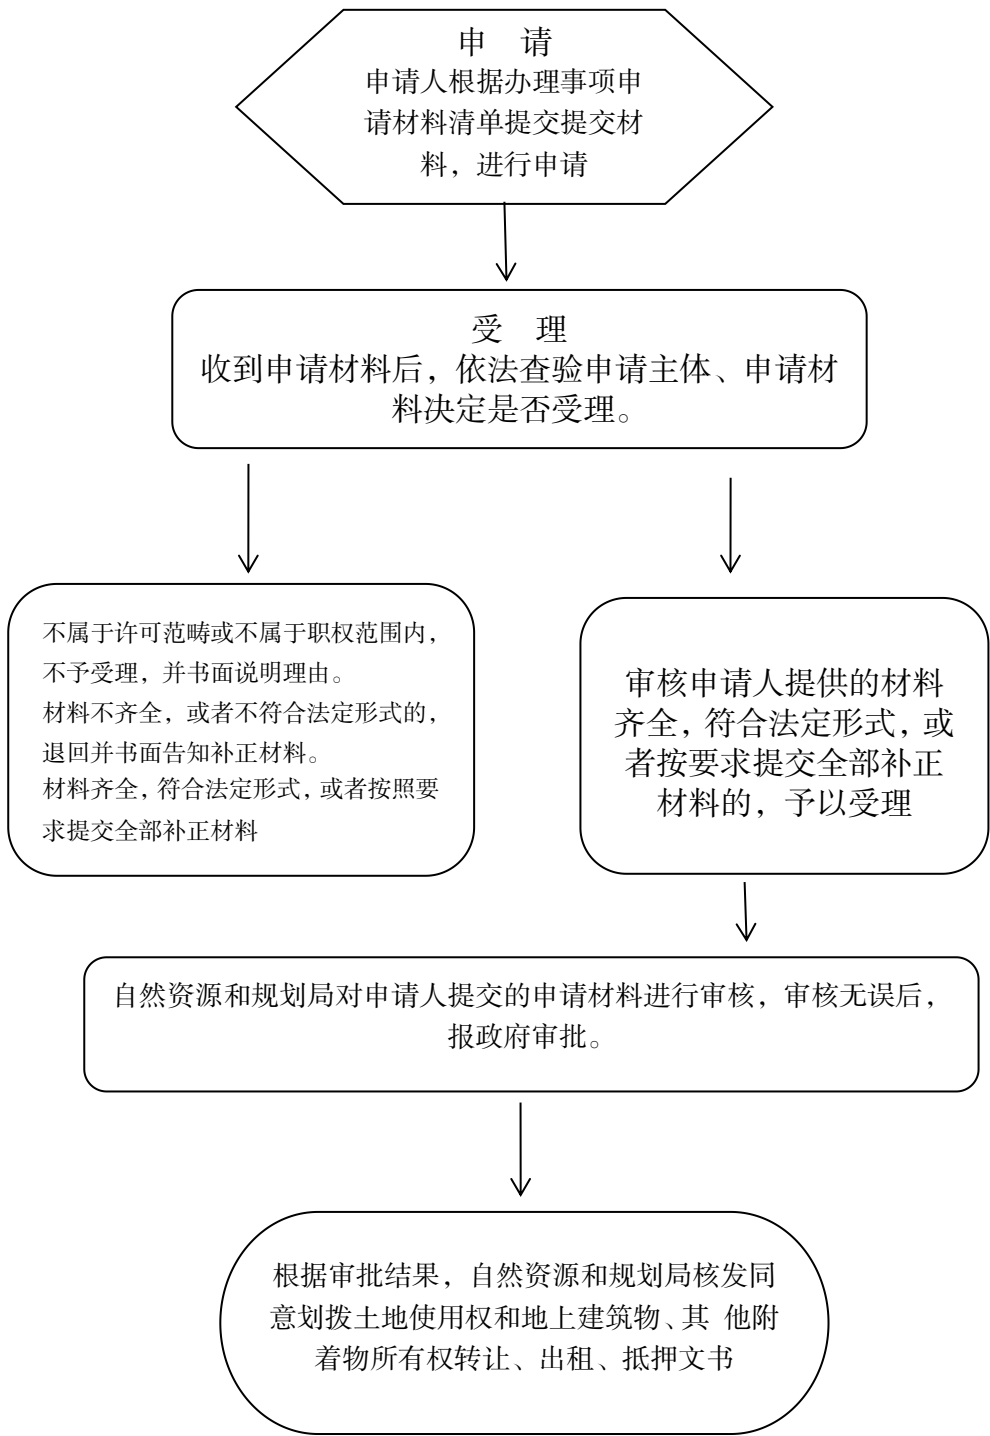 申 请
申请人根据办理事项申
请材料清单提交提交材
料，进行申请
受 理
收到申请材料后，依法查验申请主体、申请材
料决定是否受理。
不属于许可范畴或不属于职权范围内，
不予受理，并书面说明理由。
材料不齐全，或者不符合法定形式的，
退回并书面告知补正材料。
材料齐全，符合法定形式，或者按照要
求提交全部补正材料
审核申请人提供的材料
齐全，符合法定形式，或
者按要求提交全部补正
材料的，予以受理
自然资源和规划局对申请人提交的申请材料进行审核，审核无误后，
报政府审批。
根据审批结果，自然资源和规划局核发同
意划拨土地使用权和地上建筑物、其 他附
着物所有权转让、出租、抵押文书